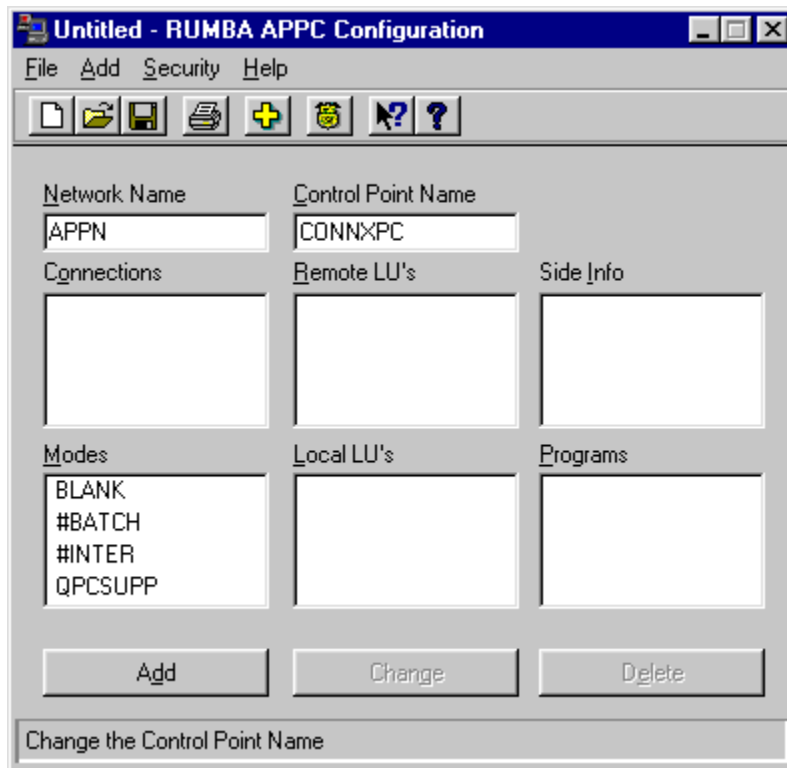 Untitled - RUMBA APPC Configuration
File Add Security Help
Network Name Control Point Name
APPN CONNXPC
Connections Remote LU's Side Info
Modes Local LU's Programs
BLANK
#BATCH
#INTER
QPCSUPP
Add Change Delete
Change the Control Point Name